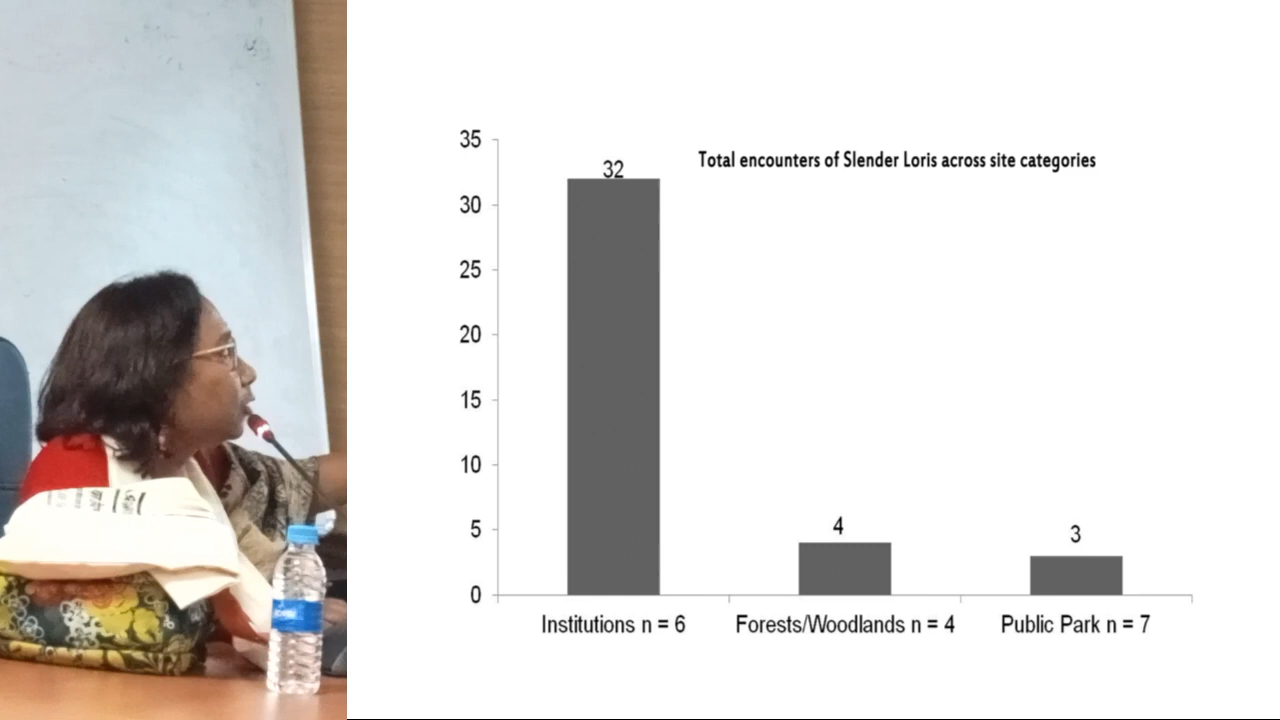 Total encounters of Slender Loris across site categories
35
30
25
20
15
10
5
0
32
4
3
Institutions n = 6
Forests/Woodlands n = 4
Public Park n = 7